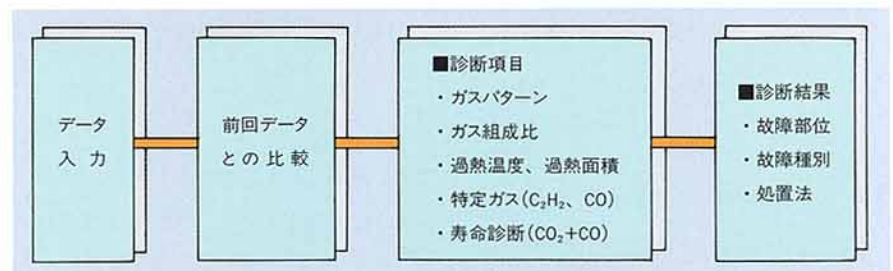 データ
入力
前回データ
との比較
■診断項目
・ガスパターン
・ガス組成比
・過熱温度、過熱面積
・特定ガス(C₂H₂、CO)
・寿命診断(CO₂+CO)
■診断結果
・故障部位
・故障種別
・処置法